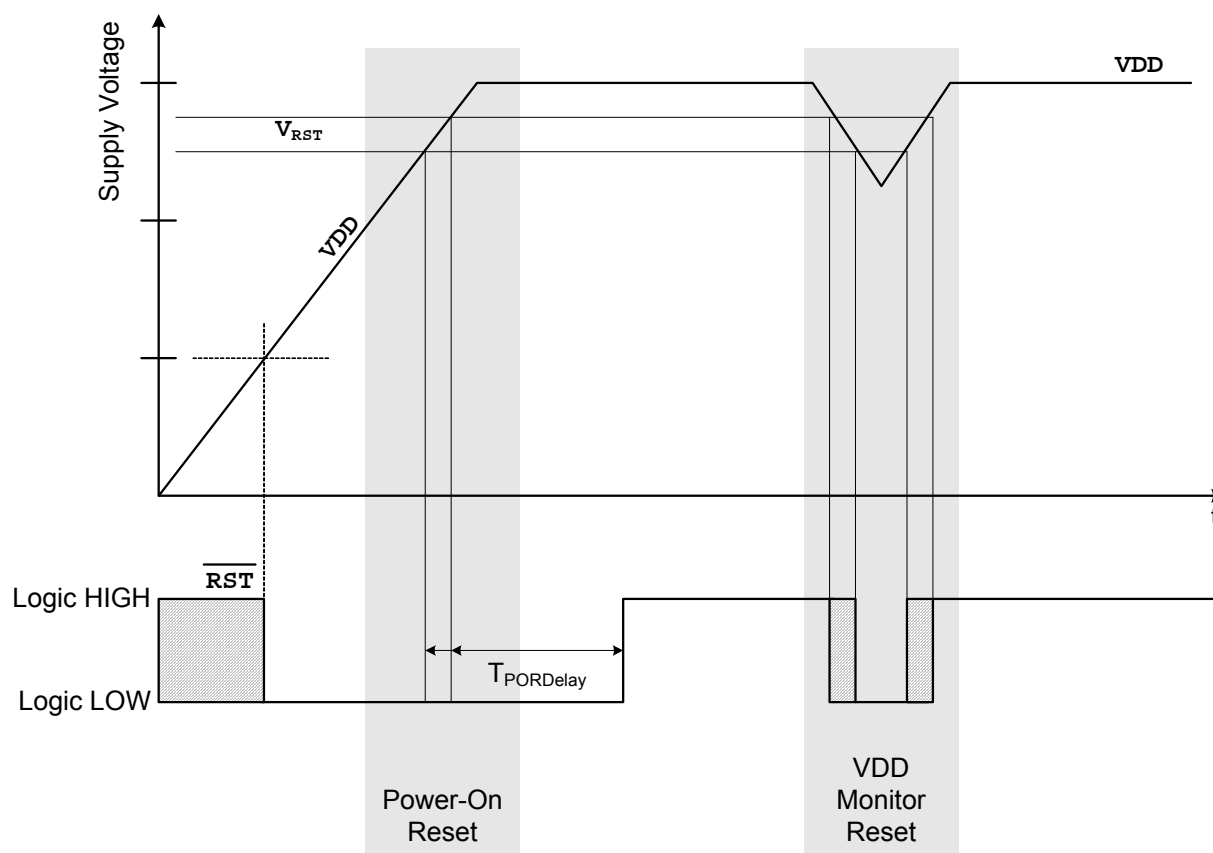 Supply Voltage
VDD
V_RST
VDD
t
RST
Logic HIGH
T_PORDelay
Logic LOW
Power-On
Reset
VDD
Monitor
Reset